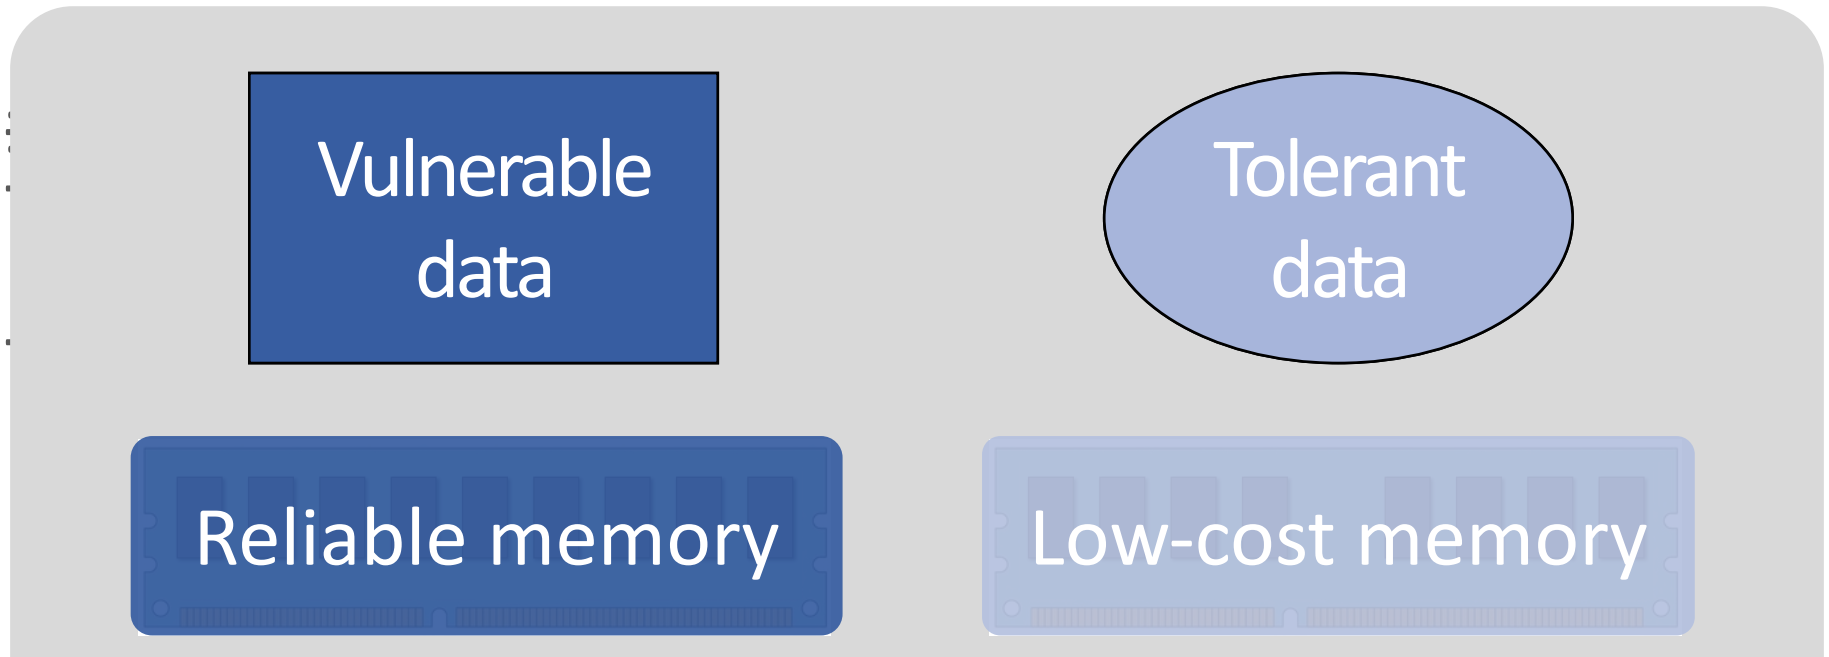 Vulnerable
data
Tolerant
data
Reliable memory
Low-cost memory